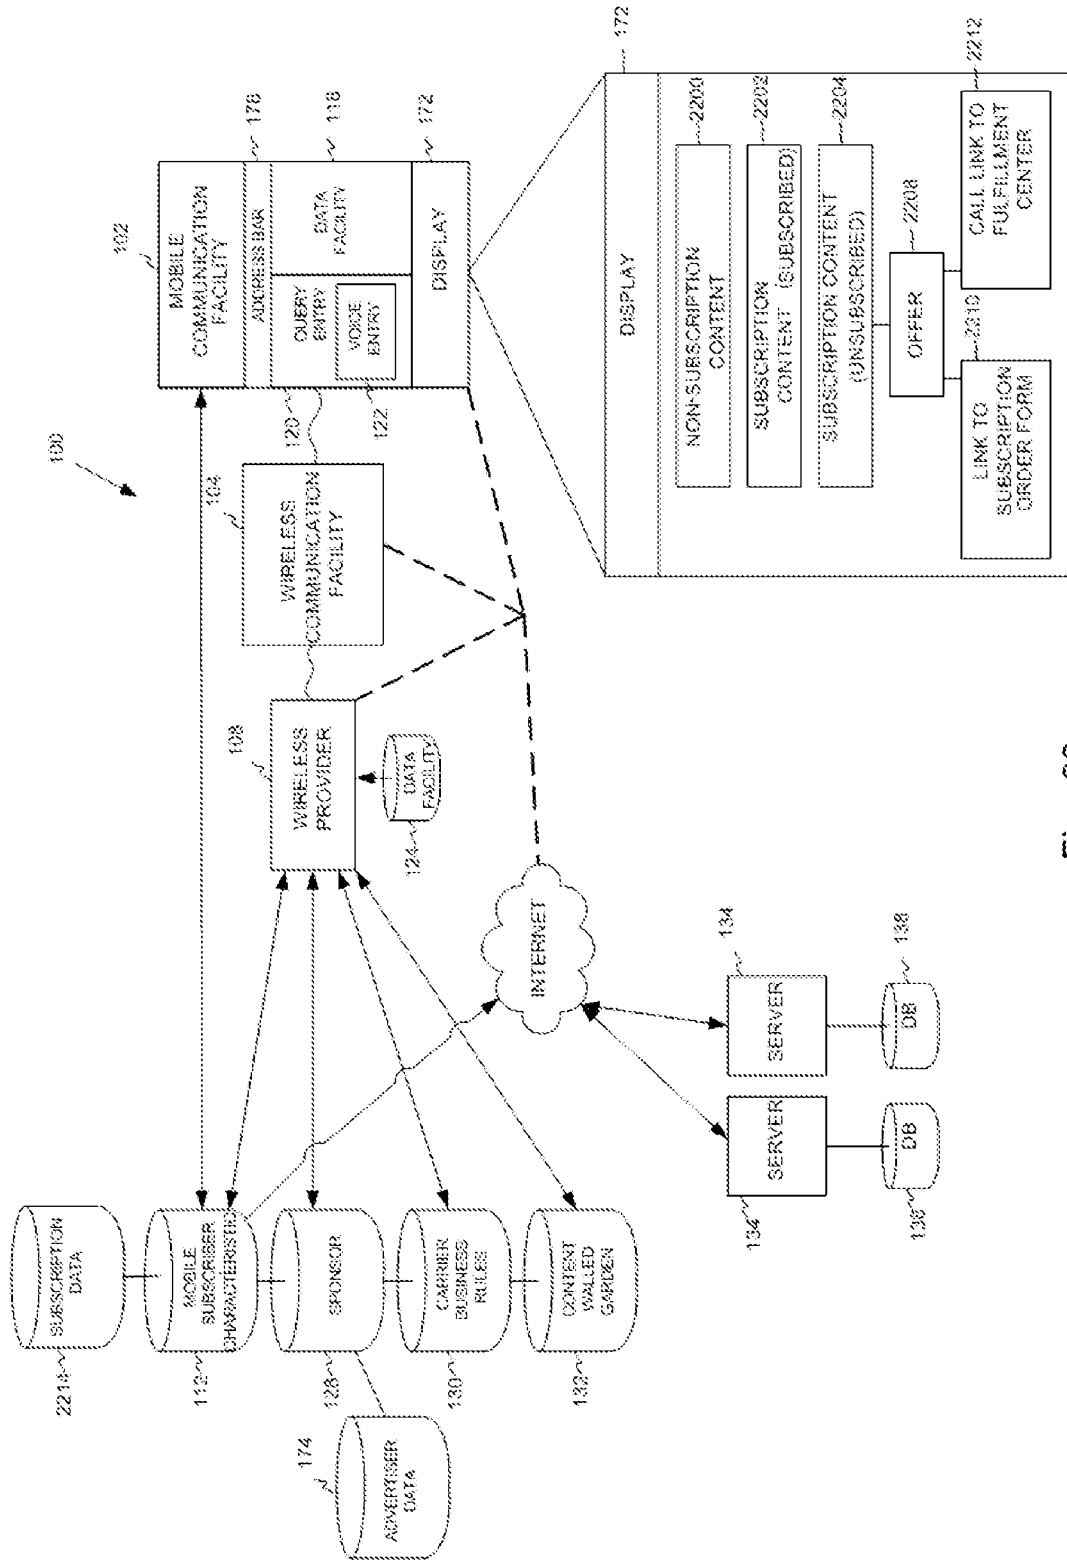 100
102
MOBILE
COMMUNICATION
FACILITY
178
ADDRESS BAR
118
DATA
FACILITY
120
QUERY
ENTRY
122
VOICE
ENTRY
172
DISPLAY
104
WIRELESS
COMMUNICATION
FACILITY
108
WIRELESS
PROVIDER
124
DATA
FACILITY
2214
SUBSCRIPTION
DATA
112
MOBILE
SUBSCRIBER
CHARACTERISTIC
128
SPONSOR
130
CARRIER
BUSINESS
RULES
132
CONTENT
WALLED
GARDEN
174
ADVERTISER
DATA
INTERNET
134
SERVER
138
DB
134
SERVER
138
DB
172
DISPLAY
2200
NON-SUBSCRIPTION
CONTENT
2202
SUBSCRIPTION
CONTENT (SUBSCRIBED)
2204
SUBSCRIPTION CONTENT
(UNSUBSCRIBED)
2208
OFFER
2210
LINK TO
SUBSCRIPTION
ORDER FORM
2212
CALL LINK TO
FULFILLMENT
CENTER